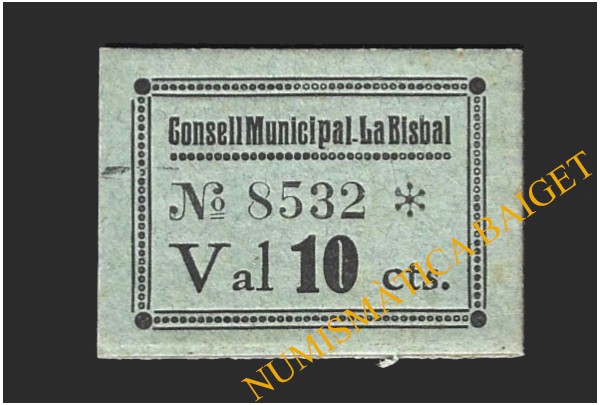 Consell Municipal-La Bisbal
Nº 8532 *
Val 10 cts.
NUMISMÀTICA BAIGET